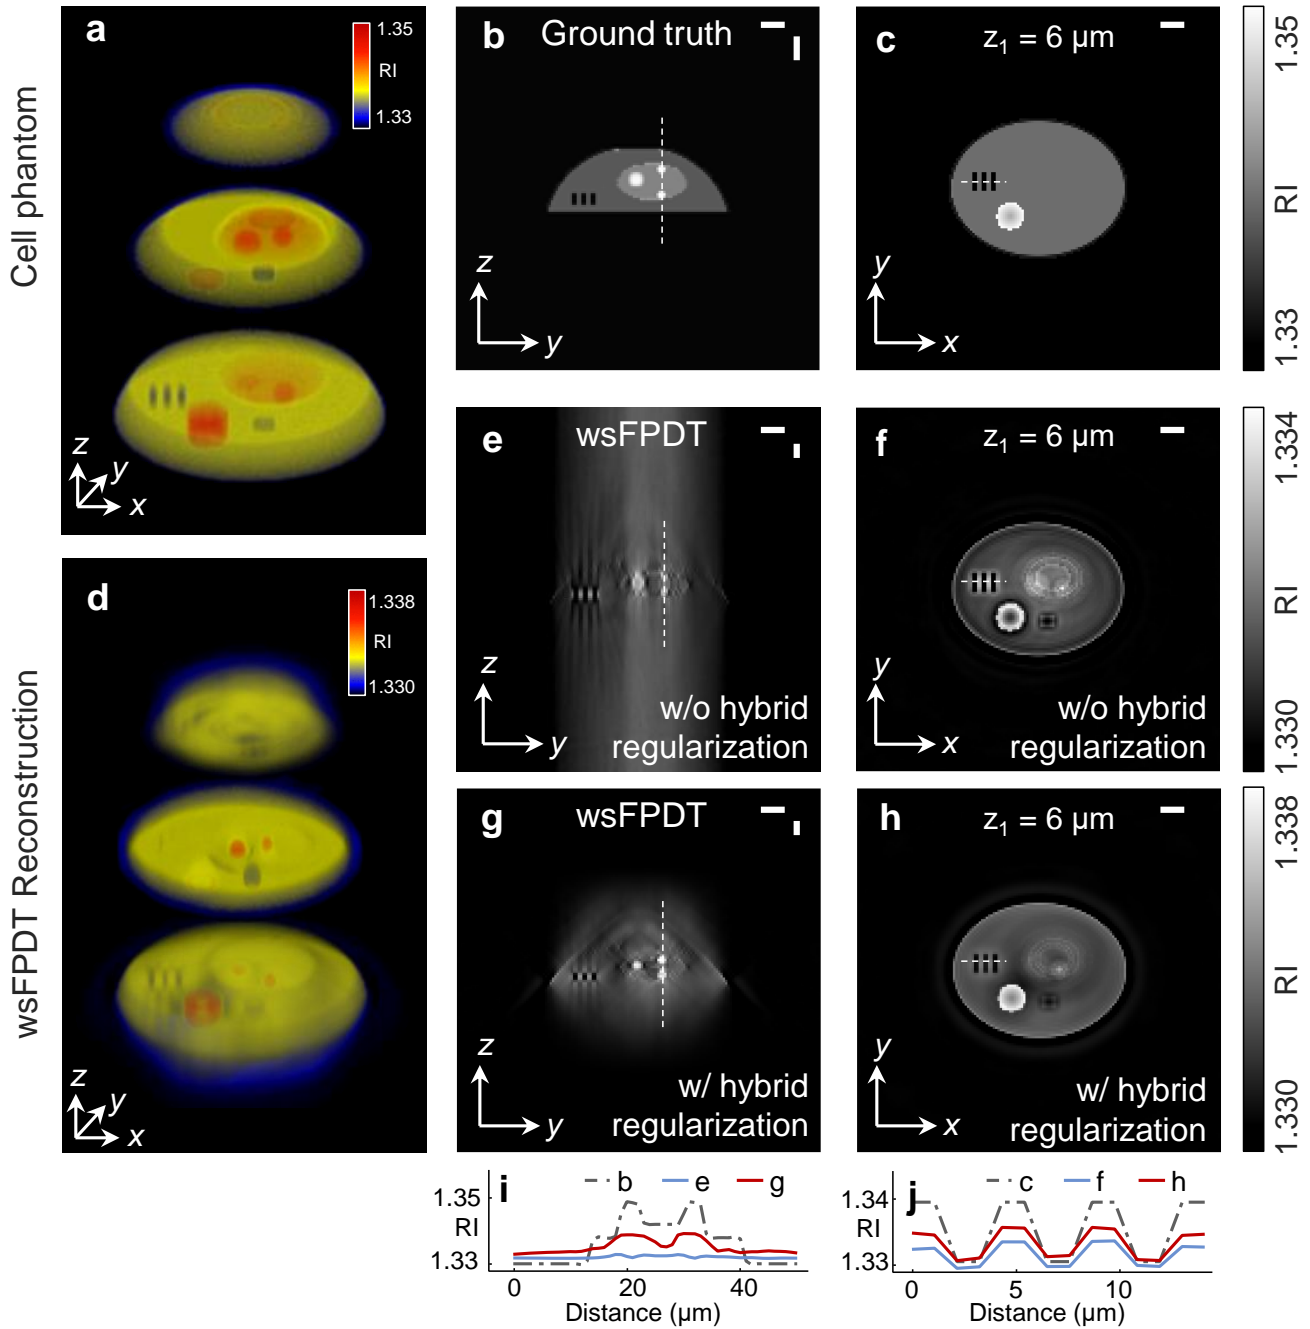 Cell phantom
a
1.35
RI
1.33
z
y
x
b
Ground truth
z
y
c
z₁ = 6 µm
y
x
1.35
RI
1.33
wsFPDT Reconstruction
d
1.338
RI
1.330
z
y
x
e
wsFPDT
z
y
w/o hybrid
regularization
f
z₁ = 6 µm
y
x
w/o hybrid
regularization
1.334
RI
1.330
g
wsFPDT
z
y
w/ hybrid
regularization
h
z₁ = 6 µm
y
x
w/ hybrid
regularization
1.338
RI
1.330
i
b e g
1.35
RI
1.33
0 20 40
Distance (µm)
j
c f h
1.34
RI
1.33
0 5 10
Distance (µm)